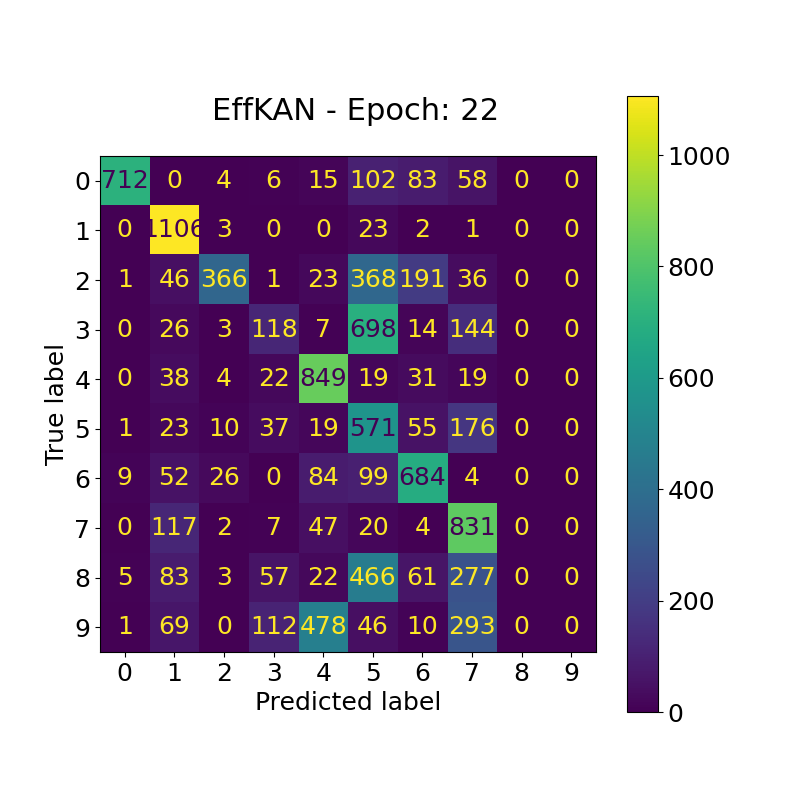 EffKAN - Epoch: 22
0 712 0 4 6 15 102 83 58 0 0
1 0 1106 3 0 0 23 2 1 0 0
2 1 46 366 1 23 368 191 36 0 0
3 0 26 3 118 7 698 14 144 0 0
4 0 38 4 22 849 19 31 19 0 0
5 1 23 10 37 19 571 55 176 0 0
6 9 52 26 0 84 99 684 4 0 0
7 0 117 2 7 47 20 4 831 0 0
8 5 83 3 57 22 466 61 277 0 0
9 1 69 0 112 478 46 10 293 0 0
0 1 2 3 4 5 6 7 8 9
Predicted label
True label
1000
800
600
400
200
0